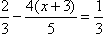 2/3 − 4(x+3)/5 = 1/3